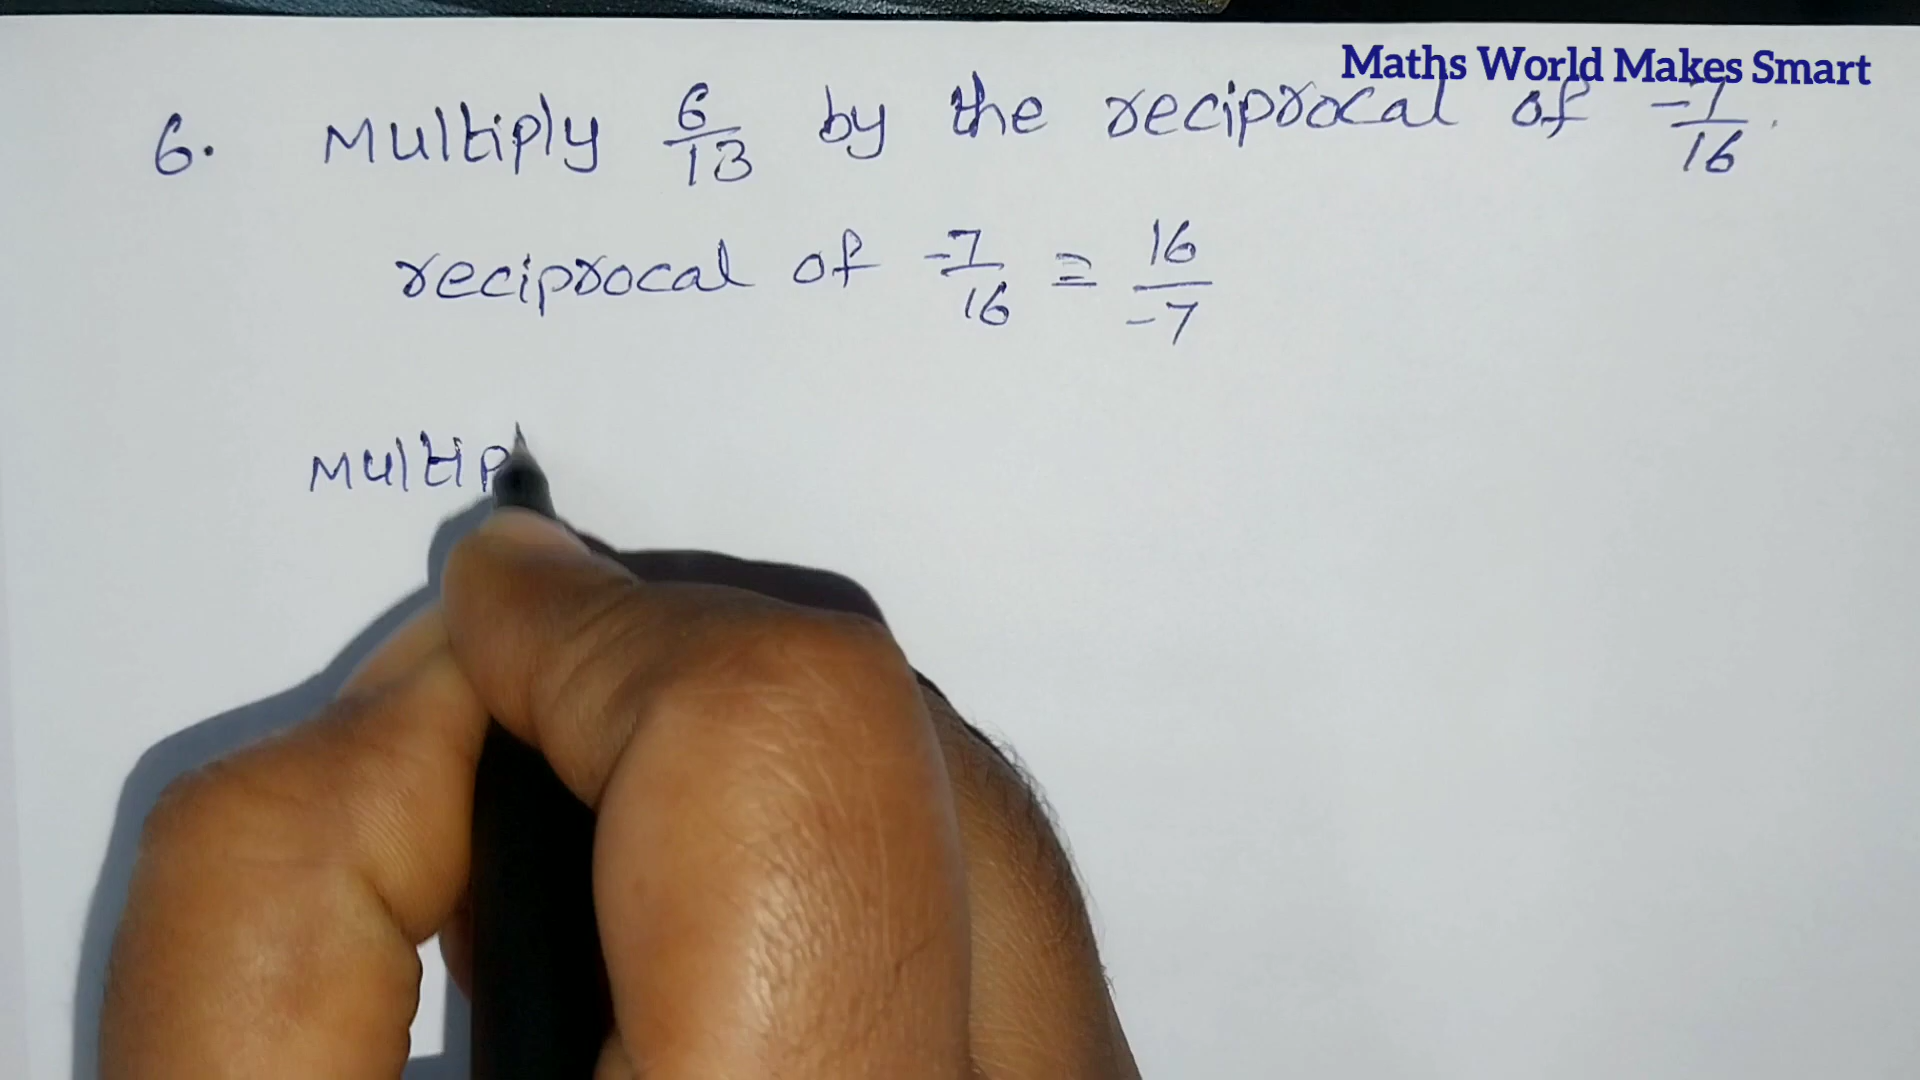 Maths World Makes Smart
6. Multiply 6/13 by the reciprocal of -7/16.
reciprocal of -7/16 = 16/-7
Multip